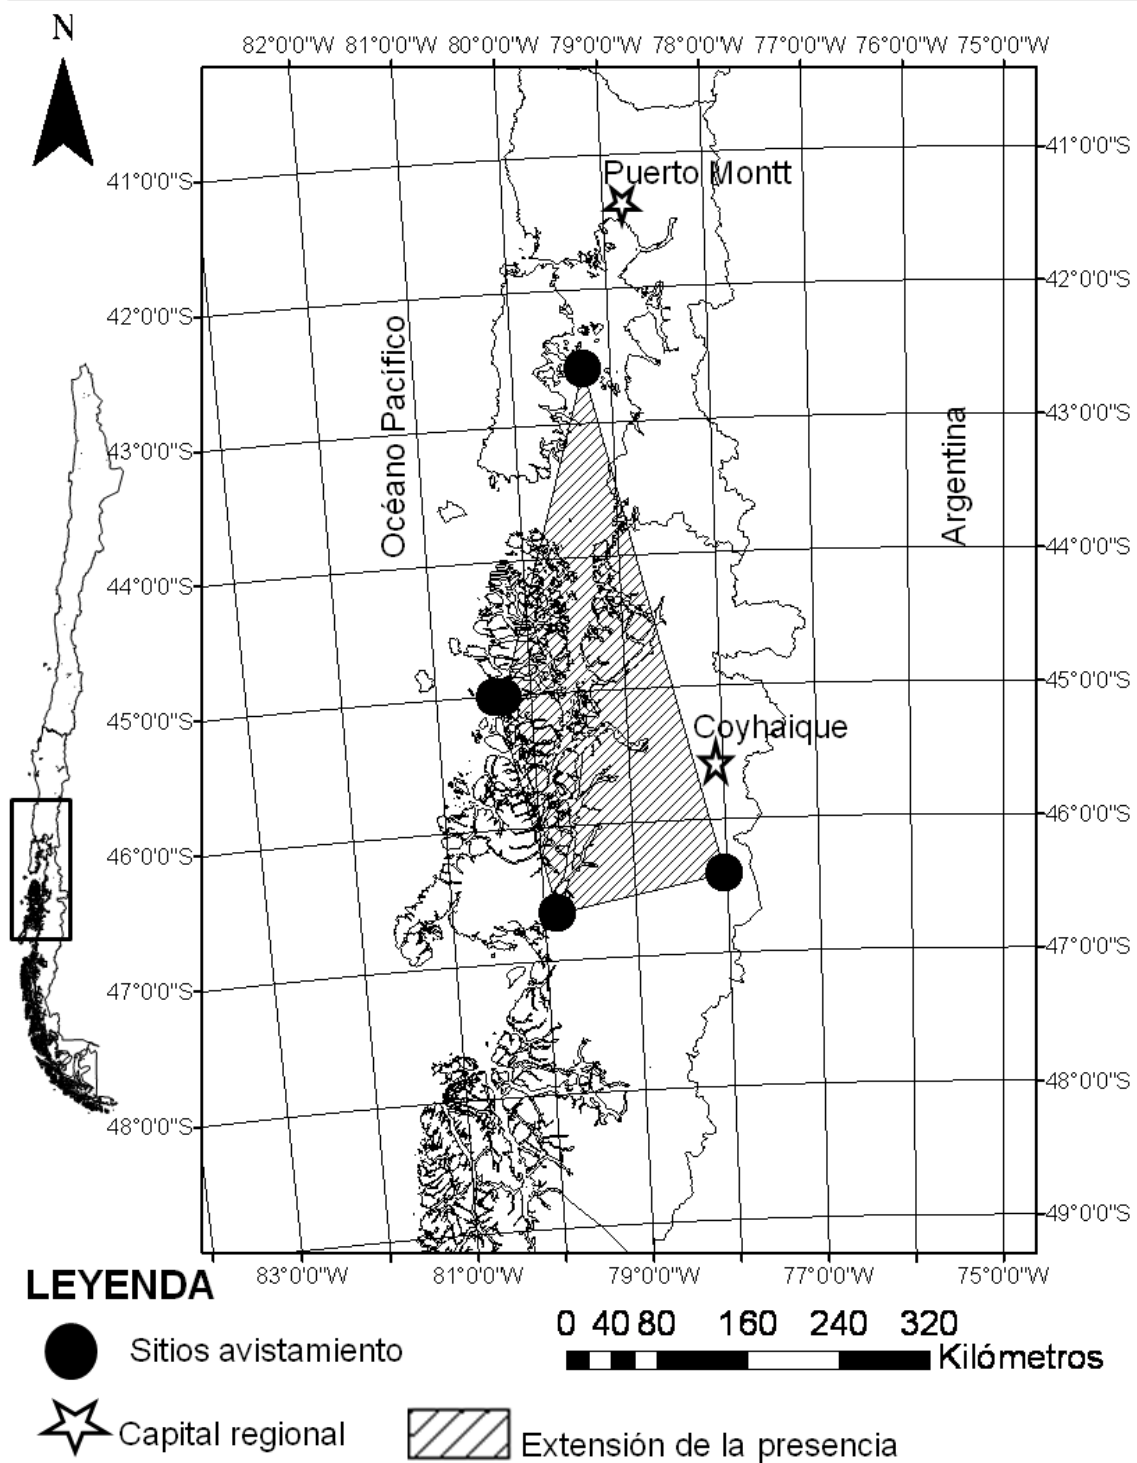 N
82°0'0"W 81°0'0"W 80°0'0"W 79°0'0"W 78°0'0"W 77°0'0"W 76°0'0"W 75°0'0"W
41°0'0"S
Puerto Montt
41°0'0"S
42°0'0"S
42°0'0"S
Océano Pacífico
43°0'0"S
Argentina
43°0'0"S
44°0'0"S
44°0'0"S
45°0'0"S
45°0'0"S
Coyhaique
46°0'0"S
46°0'0"S
47°0'0"S
47°0'0"S
48°0'0"S
48°0'0"S
49°0'0"S
83°0'0"W 81°0'0"W 79°0'0"W 77°0'0"W 75°0'0"W
LEYENDA
0 40 80 160 240 320
Kilómetros
Sitios avistamiento
Capital regional
Extensión de la presencia